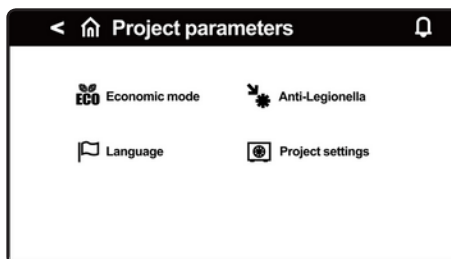 < Project parameters
ECO Economic mode
Anti-Legionella
Language
Project settings